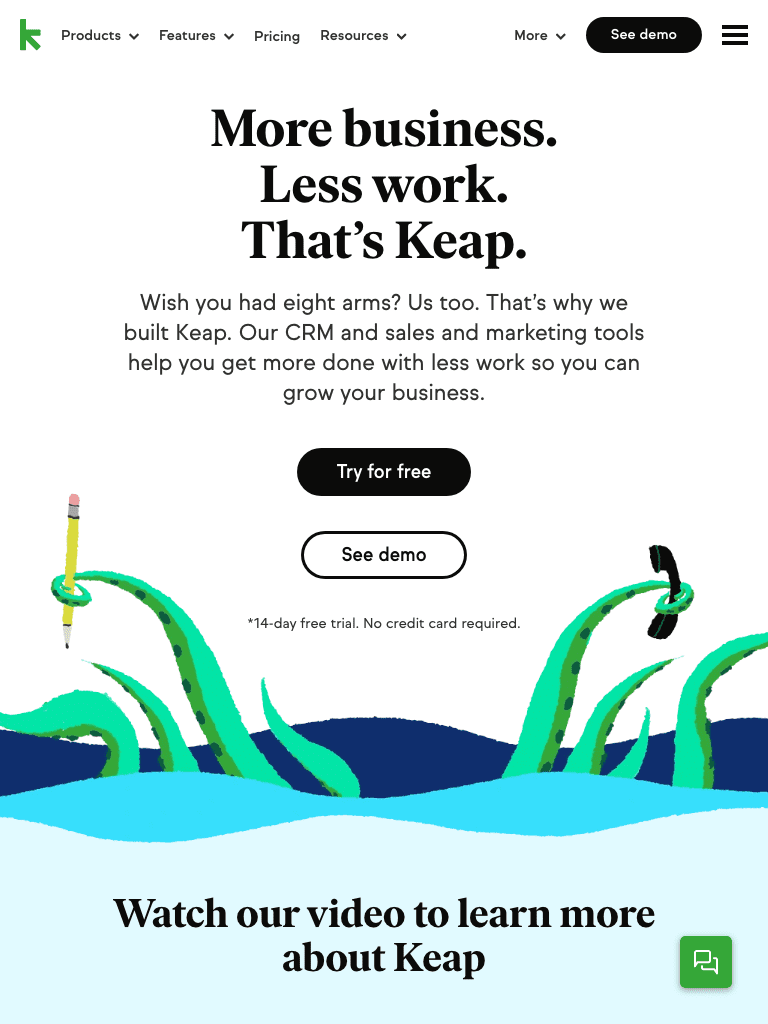 Products
Features
Pricing
Resources
More
See demo
More business.
Less work.
That’s Keap.
Wish you had eight arms? Us too. That’s why we
built Keap. Our CRM and sales and marketing tools
help you get more done with less work so you can
grow your business.
Try for free
See demo
*14-day free trial. No credit card required.
Watch our video to learn more
about Keap